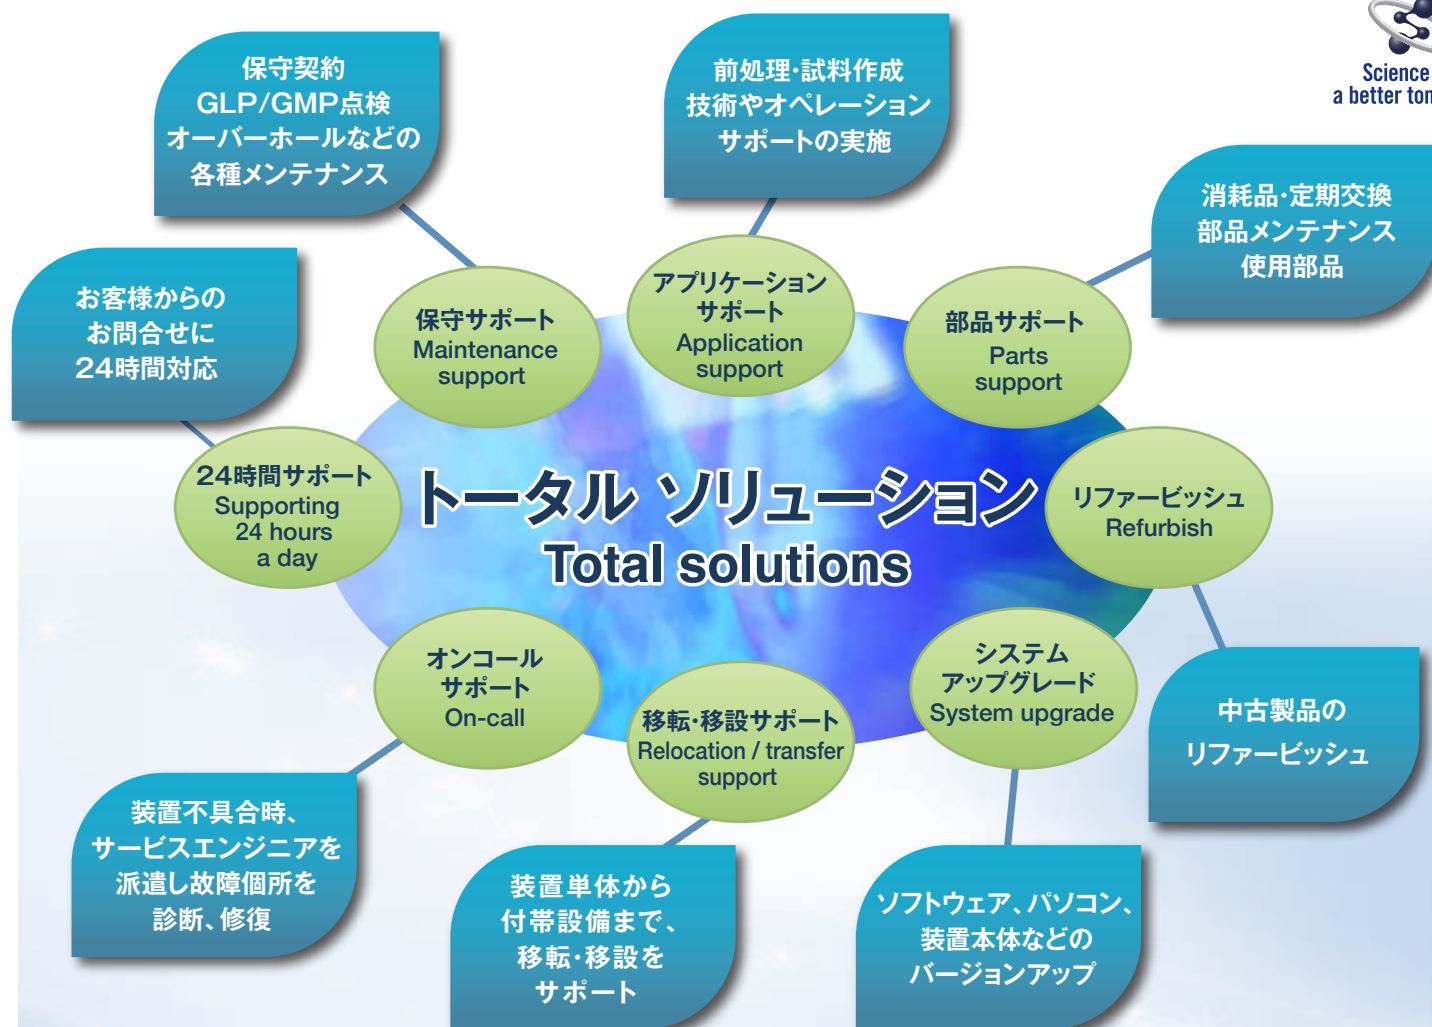 Science
a better ton
保守契約
GLP/GMP点検
オーバーホールなどの
各種メンテナンス
前処理・試料作成
技術やオペレーション
サポートの実施
消耗品・定期交換
部品メンテナンス
使用部品
お客様からの
お問合せに
24時間対応
保守サポート
Maintenance
support
アプリケーション
サポート
Application
support
部品サポート
Parts
support
24時間サポート
Supporting
24 hours
a day
トータル ソリューション
Total solutions
リファービッシュ
Refurbish
オンコール
サポート
On-call
移転・移設サポート
Relocation / transfer
support
システム
アップグレード
System upgrade
中古製品の
リファービッシュ
装置不具合時、
サービスエンジニアを
派遣し故障個所を
診断、修復
装置単体から
付帯設備まで、
移転・移設を
サポート
ソフトウェア、パソコン、
装置本体などの
バージョンアップ